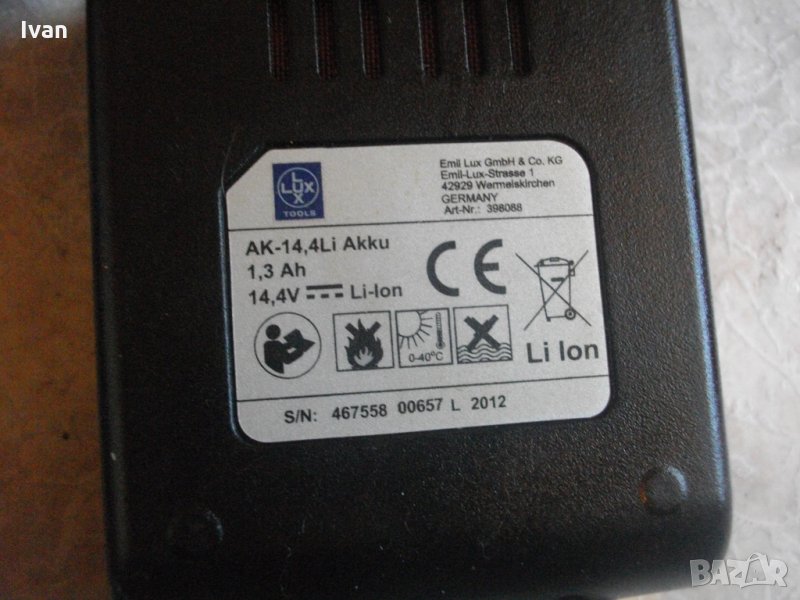 Ivan
LUX
TOOLS
Emil Lux GmbH & Co. KG
Emil-Lux-Strasse 1
42929 Wermelskirchen
GERMANY
Art-Nr.: 398088
AK-14,4Li Akku
1,3 Ah
14,4V Li-Ion
CE
0-40°C
Li Ion
S/N: 467558 00657 L 2012
BAZAR